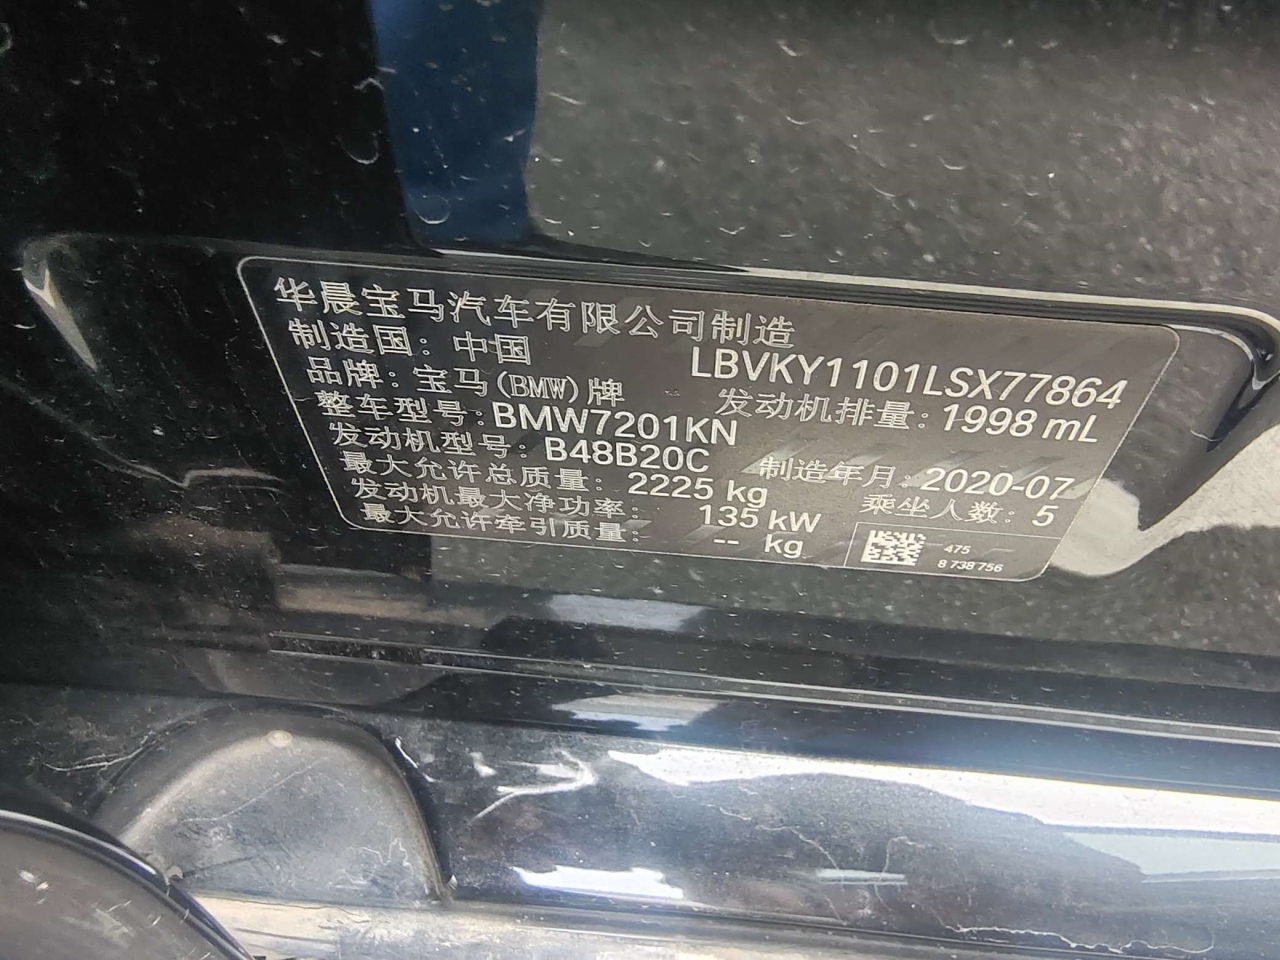 华晨宝马汽车有限公司制造
制造国：中国
LBVKY1101LSX77864
品牌：宝马(BMW)牌
发动机排量：1998 mL
整车型号：BMW7201KN
发动机型号：B48B20C
制造年月：2020-07
最大允许总质量：2225 kg
乘坐人数：5
发动机最大净功率：135 kW
最大允许牵引质量：-- kg
475
8 738 756